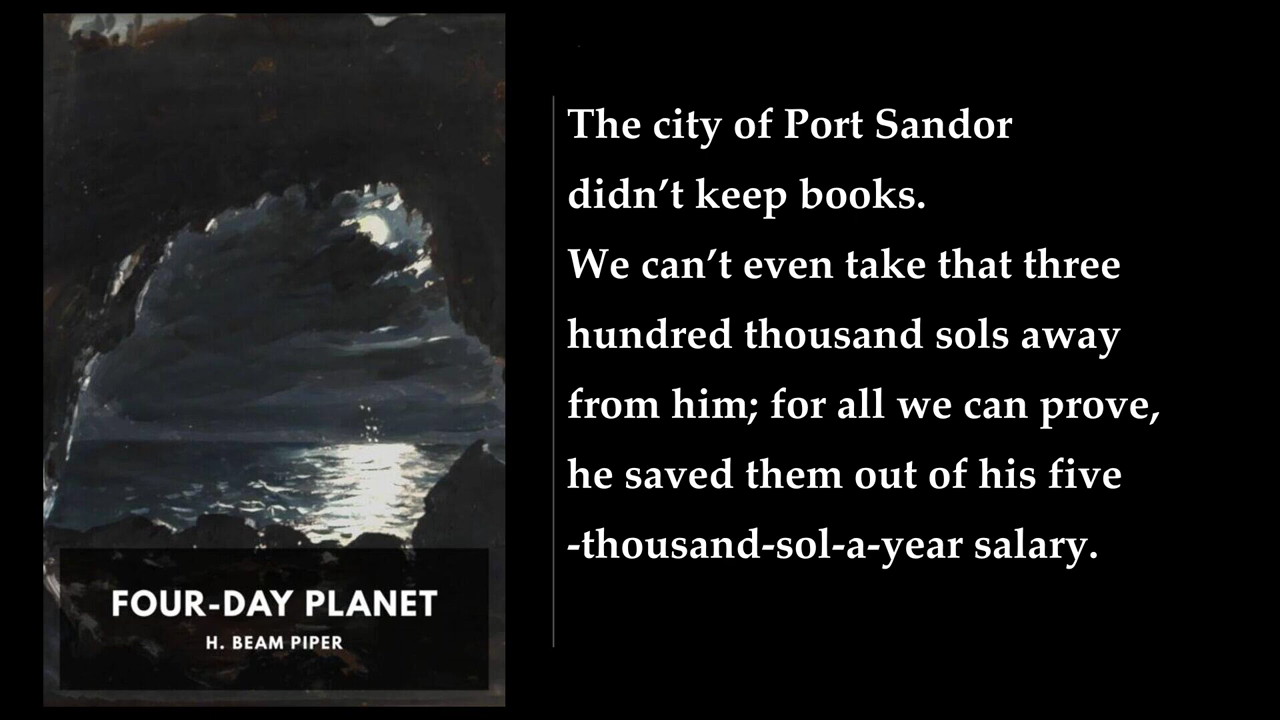 FOUR-DAY PLANET
H. BEAM PIPER
The city of Port Sandor
didn’t keep books.
We can’t even take that three
hundred thousand sols away
from him; for all we can prove,
he saved them out of his five
-thousand-sol-a-year salary.